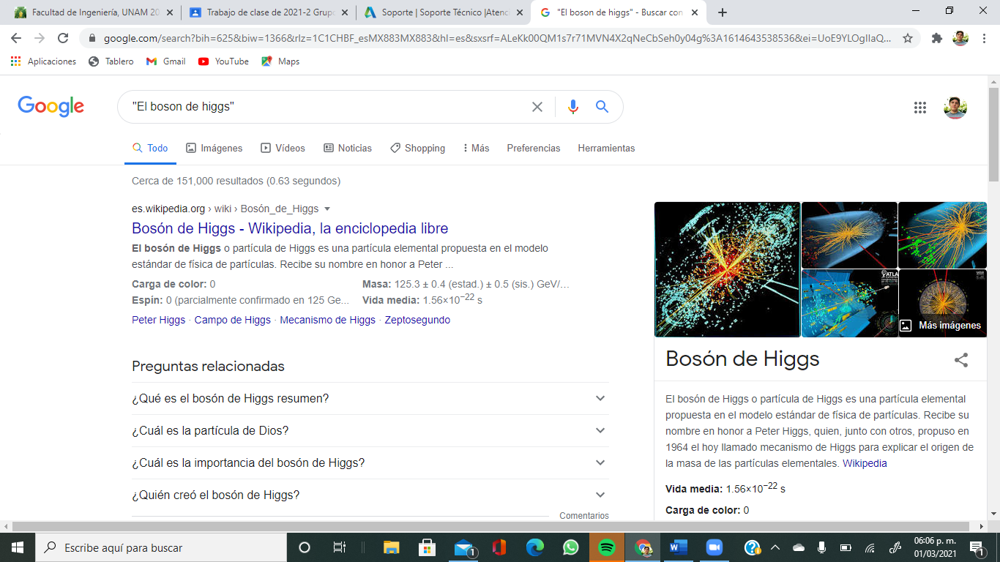 Facultad de Ingeniería, UNAM 20
Trabajo de clase de 2021-2 Grupo
Soporte | Soporte Técnico |Atenc
"El boson de higgs" - Buscar con
google.com/search?bih=625&biw=1366&rlz=1C1CHBF_esMX883MX883&hl=es&sxsrf=ALeKk00QM1s7r71MVN4X2qNeCbSeh0y04g%3A1614643538536&ei=UoE9YLOgIIaQ...
Aplicaciones
Tablero
Gmail
YouTube
Maps
Google
"El boson de higgs"
Todo
Imágenes
Vídeos
Noticias
Shopping
Más
Preferencias
Herramientas
Cerca de 151,000 resultados (0.63 segundos)
es.wikipedia.org › wiki › Bosón_de_Higgs
Bosón de Higgs - Wikipedia, la enciclopedia libre
El bosón de Higgs o partícula de Higgs es una partícula elemental propuesta en el modelo
estándar de física de partículas. Recibe su nombre en honor a Peter ...
Carga de color: 0
Masa: 125.3 ± 0.4 (estad.) ± 0.5 (sis.) GeV/…
Espín: 0 (parcialmente confirmado en 125 Ge...
Vida media: 1.56×10⁻²² s
Peter Higgs · Campo de Higgs · Mecanismo de Higgs · Zeptosegundo
Preguntas relacionadas
¿Qué es el bosón de Higgs resumen?
¿Cuál es la partícula de Dios?
¿Cuál es la importancia del bosón de Higgs?
¿Quién creó el bosón de Higgs?
Comentarios
Más imágenes
Bosón de Higgs
El bosón de Higgs o partícula de Higgs es una partícula elemental
propuesta en el modelo estándar de física de partículas. Recibe su
nombre en honor a Peter Higgs, quien, junto con otros, propuso en
1964 el hoy llamado mecanismo de Higgs para explicar el origen de
la masa de las partículas elementales. Wikipedia
Vida media: 1.56×10⁻²² s
Carga de color: 0
Escribe aquí para buscar
1
06:06 p. m.
01/03/2021
1